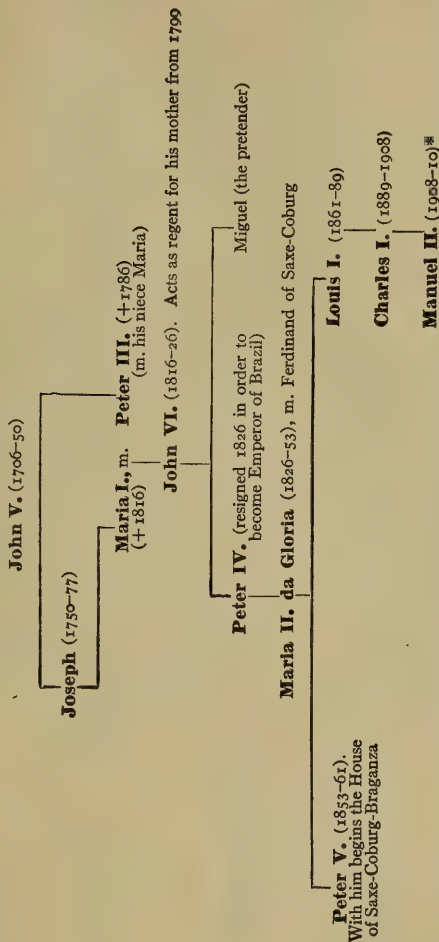 John V. (1706–50)
Joseph (1750–77)
Maria I., m. Peter III. (+1786)
(+1816)
(m. his niece Maria)
John VI. (1816–26). Acts as regent for his mother from 1799
Peter IV. (resigned 1826 in order to
become Emperor of Brazil)
Miguel (the pretender)
Maria II. da Gloria (1826–53), m. Ferdinand of Saxe-Coburg
Peter V. (1853–61).
With him begins the House
of Saxe-Coburg-Braganza
Louis I. (1861–89)
Charles I. (1889–1908)
Manuel II. (1908–10)*